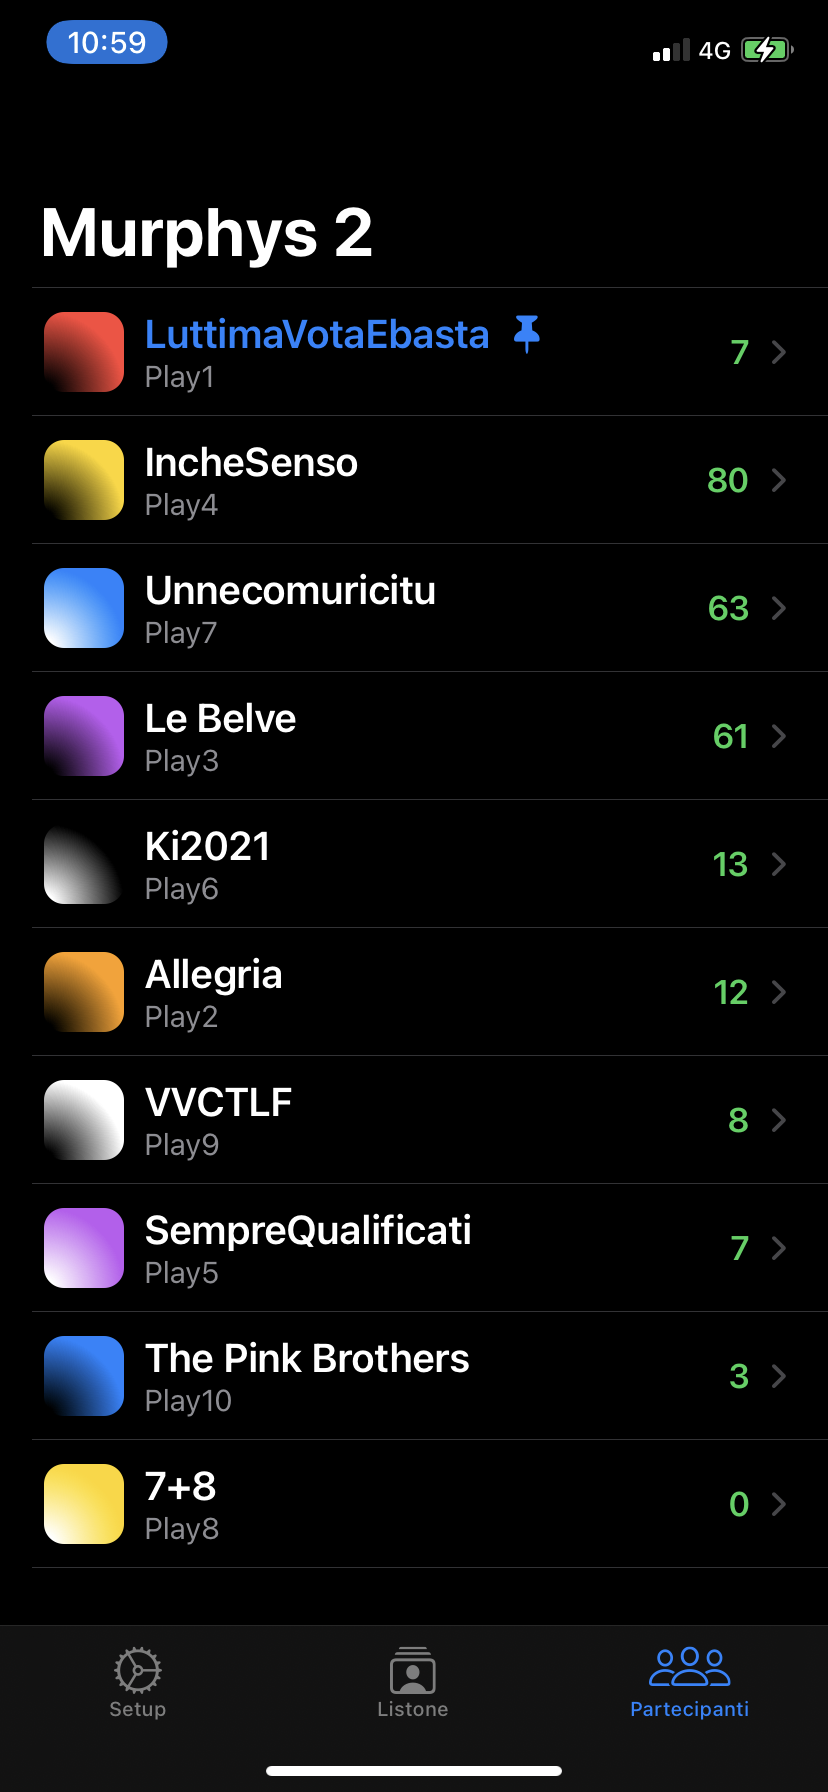 10:59
4G
Murphys 2
LuttimaVotaEbasta
Play1
7
IncheSenso
Play4
80
Unnecomuricitu
Play7
63
Le Belve
Play3
61
Ki2021
Play6
13
Allegria
Play2
12
VVCTLF
Play9
8
SempreQualificati
Play5
7
The Pink Brothers
Play10
3
7+8
Play8
0
Setup
Listone
Partecipanti